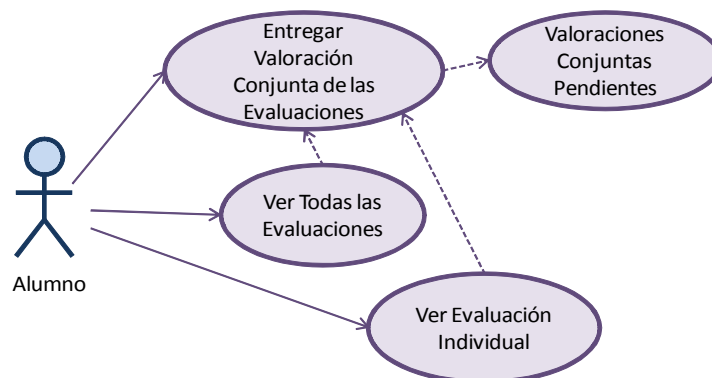 Entregar
Valoración
Conjunta de las
Evaluaciones
Valoraciones
Conjuntas
Pendientes
Ver Todas las
Evaluaciones
Alumno
Ver Evaluación
Individual